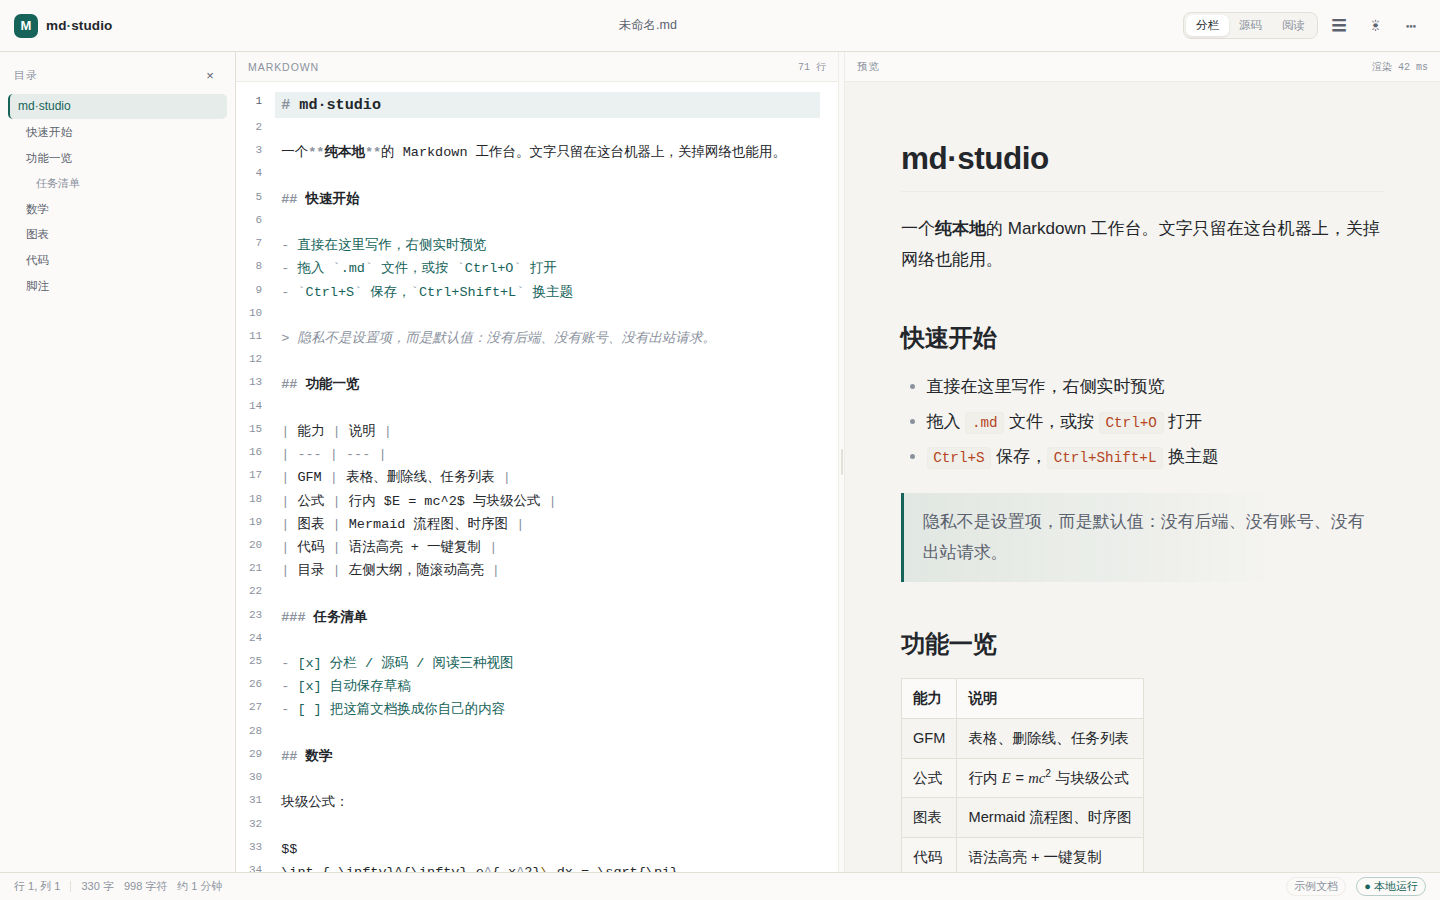 M md·studio
未命名.md
分栏 源码 阅读
目录 ×
md·studio
快速开始
功能一览
任务清单
数学
图表
代码
脚注
MARKDOWN 71 行
1 # md·studio
2
3 一个**纯本地**的 Markdown 工作台。文字只留在这台机器上，关掉网络也能用。
4
5 ## 快速开始
6
7 - 直接在这里写作，右侧实时预览
8 - 拖入 `.md` 文件，或按 `Ctrl+O` 打开
9 - `Ctrl+S` 保存，`Ctrl+Shift+L` 换主题
10
11 > 隐私不是设置项，而是默认值：没有后端、没有账号、没有出站请求。
12
13 ## 功能一览
14
15 | 能力 | 说明 |
16 | --- | --- |
17 | GFM | 表格、删除线、任务列表 |
18 | 公式 | 行内 $E = mc^2$ 与块级公式 |
19 | 图表 | Mermaid 流程图、时序图 |
20 | 代码 | 语法高亮 + 一键复制 |
21 | 目录 | 左侧大纲，随滚动高亮 |
22
23 ### 任务清单
24
25 - [x] 分栏 / 源码 / 阅读三种视图
26 - [x] 自动保存草稿
27 - [ ] 把这篇文档换成你自己的内容
28
29 ## 数学
30
31 块级公式：
32
33 $$
34
预览 渲染 42 ms
md·studio
一个纯本地的 Markdown 工作台。文字只留在这台机器上，关掉
网络也能用。
快速开始
• 直接在这里写作，右侧实时预览
• 拖入 .md 文件，或按 Ctrl+O 打开
• Ctrl+S 保存，Ctrl+Shift+L 换主题
隐私不是设置项，而是默认值：没有后端、没有账号、没有
出站请求。
功能一览
能力 说明
GFM 表格、删除线、任务列表
公式 行内 E = mc² 与块级公式
图表 Mermaid 流程图、时序图
代码 语法高亮 + 一键复制
行 1, 列 1 330 字 998 字符 约 1 分钟
示例文档 ● 本地运行